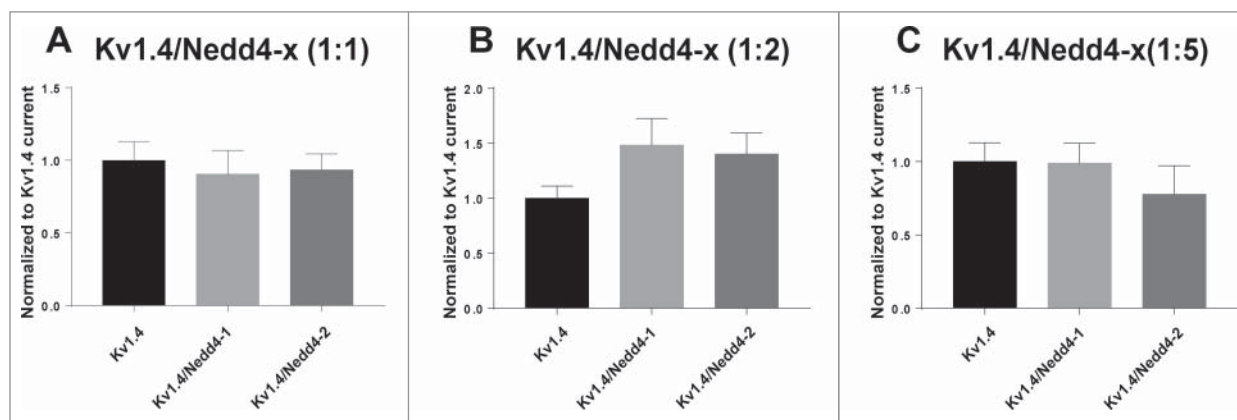 A Kv1.4/Nedd4-x (1:1)
Normalized to Kv1.4 current
1.5
1.0
0.5
0.0
Kv1.4
Kv1.4/Nedd4-1
Kv1.4/Nedd4-2
B Kv1.4/Nedd4-x (1:2)
Normalized to Kv1.4 current
2.0
1.5
1.0
0.5
0.0
Kv1.4
Kv1.4/Nedd4-1
Kv1.4/Nedd4-2
C Kv1.4/Nedd4-x(1:5)
Normalized to Kv1.4 current
1.5
1.0
0.5
0.0
Kv1.4
Kv1.4/Nedd4-1
Kv1.4/Nedd4-2